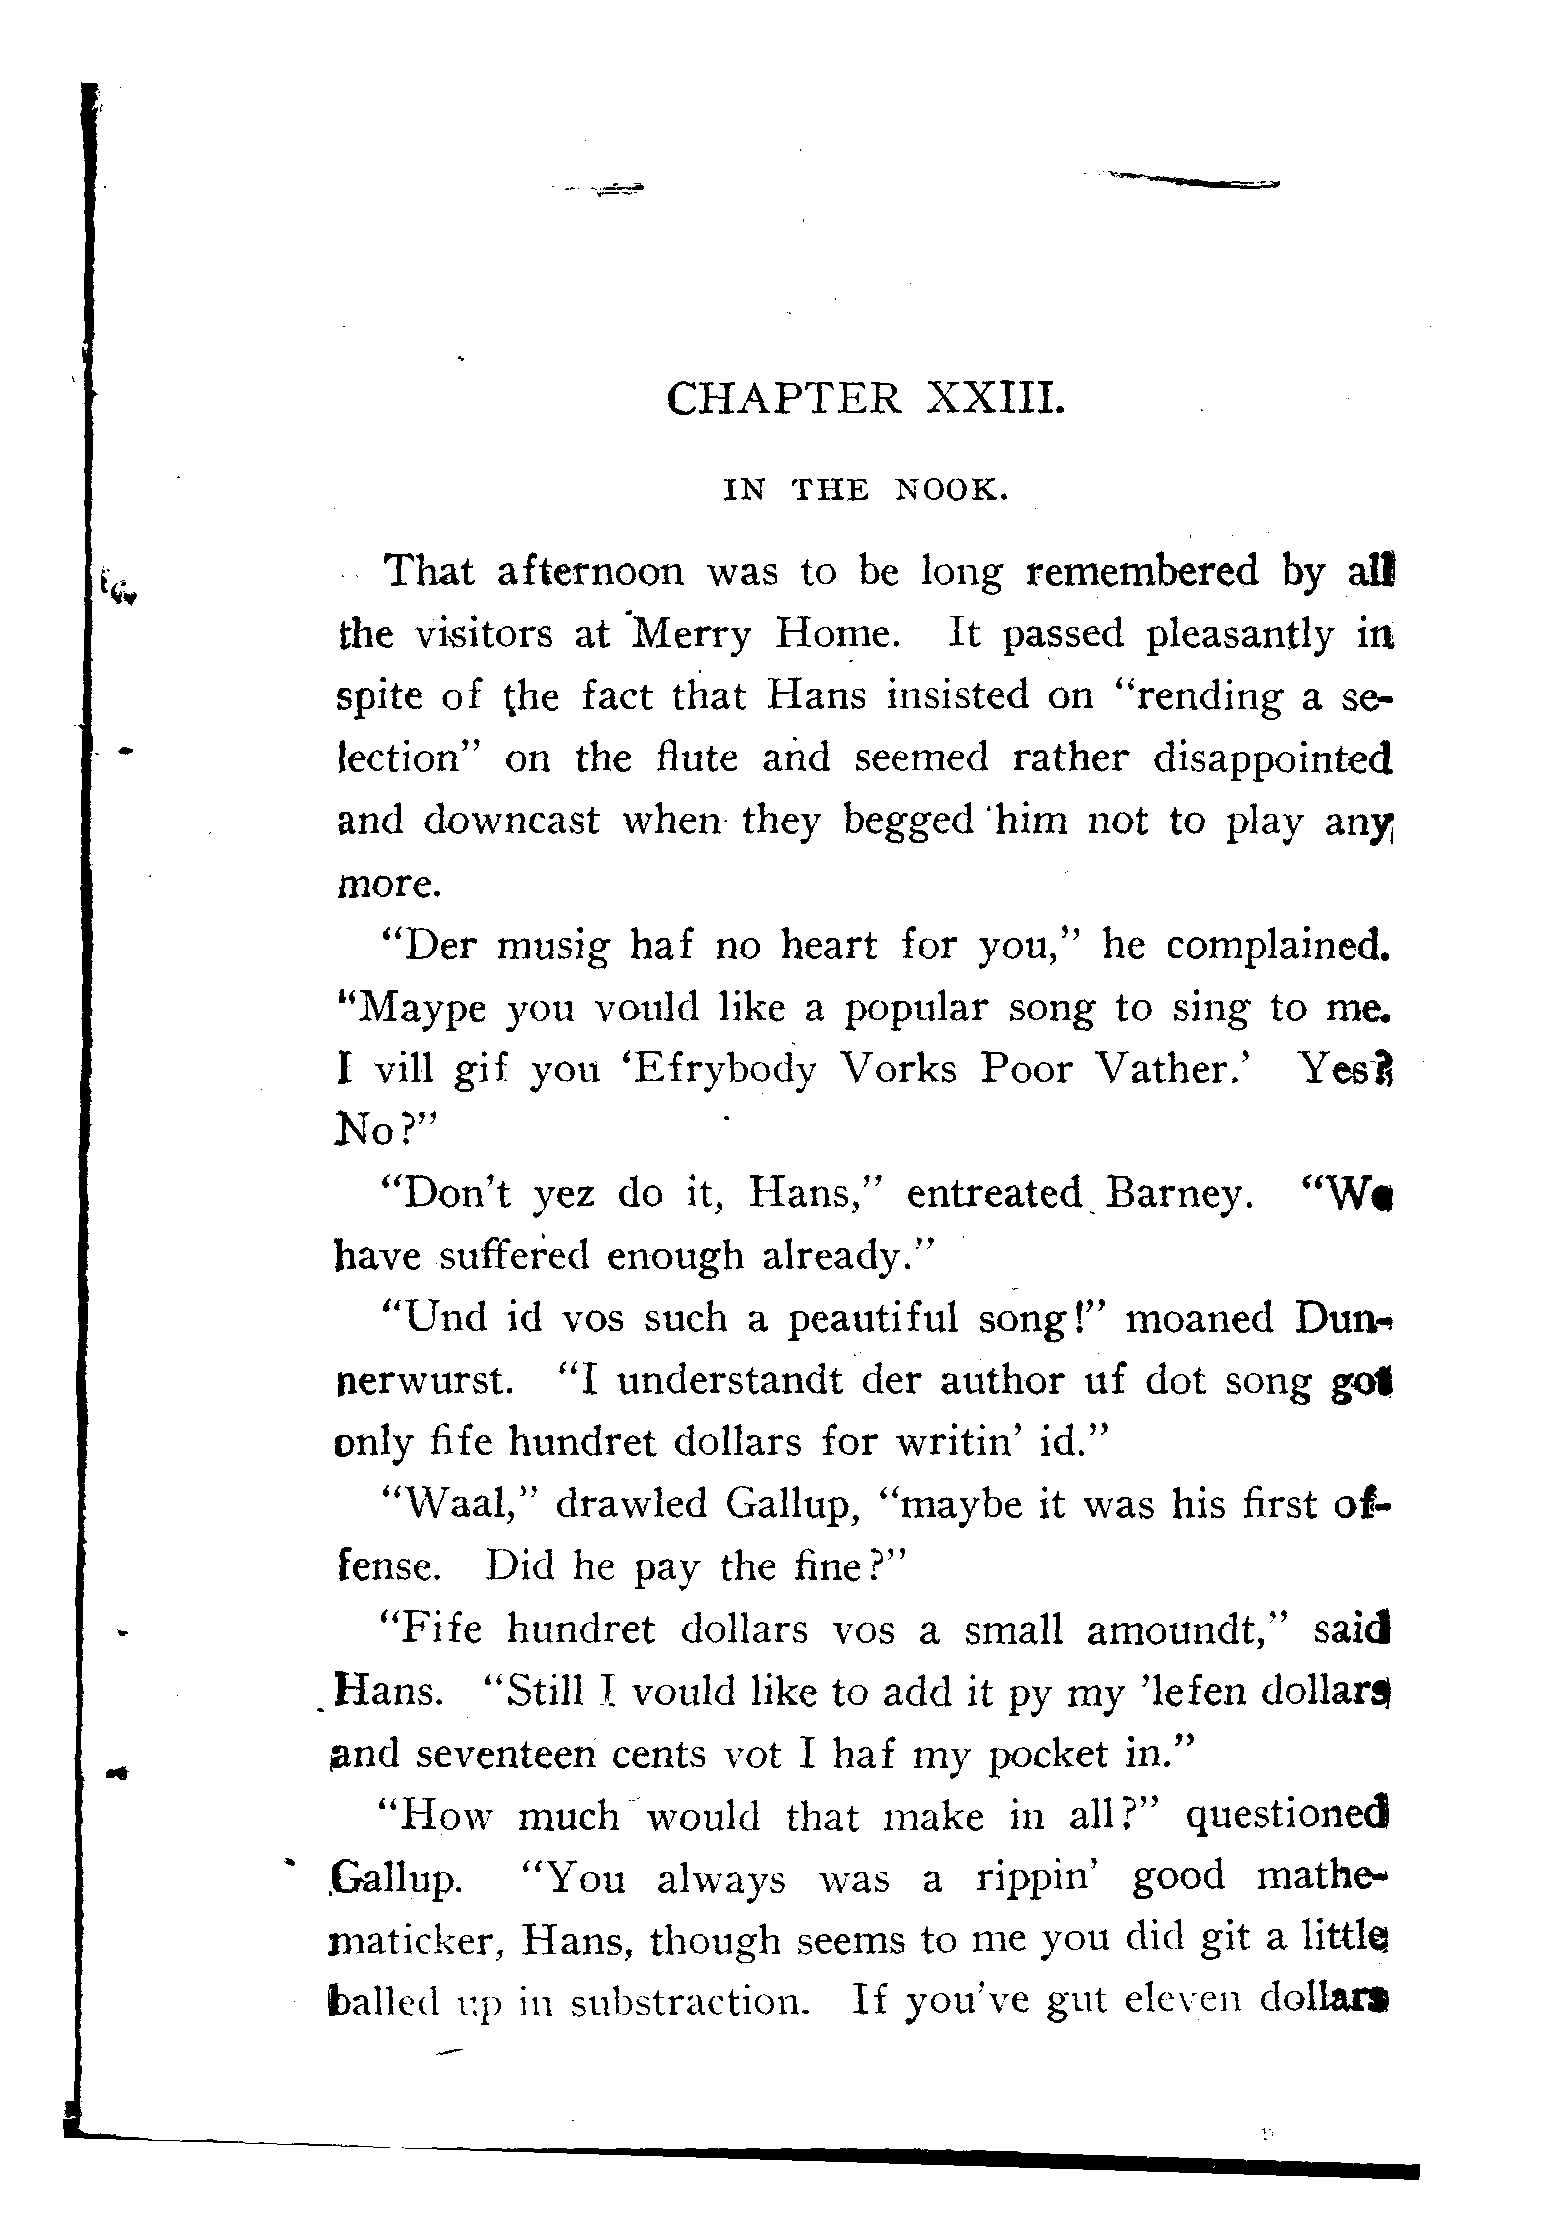 CHAPTER XXIII.
IN THE NOOK.
That afternoon was to be long remembered by all
the visitors at Merry Home. It passed pleasantly in
spite of the fact that Hans insisted on “rending a se-
lection” on the flute and seemed rather disappointed
and downcast when they begged him not to play any
more.
“Der musig haf no heart for you,” he complained.
“Maype you vould like a popular song to sing to me.
I vill gif you ‘Efrybody Vorks Poor Vather.’ Yes?
No?”
“Don't yez do it, Hans,” entreated Barney. “We
have suffered enough already.”
“Und id vos such a peautiful song!” moaned Dun-
nerwurst. “I understandt der author uf dot song got
only fife hundret dollars for writin’ id.”
“Waal,” drawled Gallup, “maybe it was his first of-
fense. Did he pay the fine?”
“Fife hundret dollars vos a small amoundt,” said
Hans. “Still I vould like to add it py my ’lefen dollars
and seventeen cents vot I haf my pocket in.”
“How much would that make in all?” questioned
Gallup. “You always was a rippin’ good mathe-
maticker, Hans, though seems to me you did git a little
balled up in substraction. If you’ve gut eleven dollars